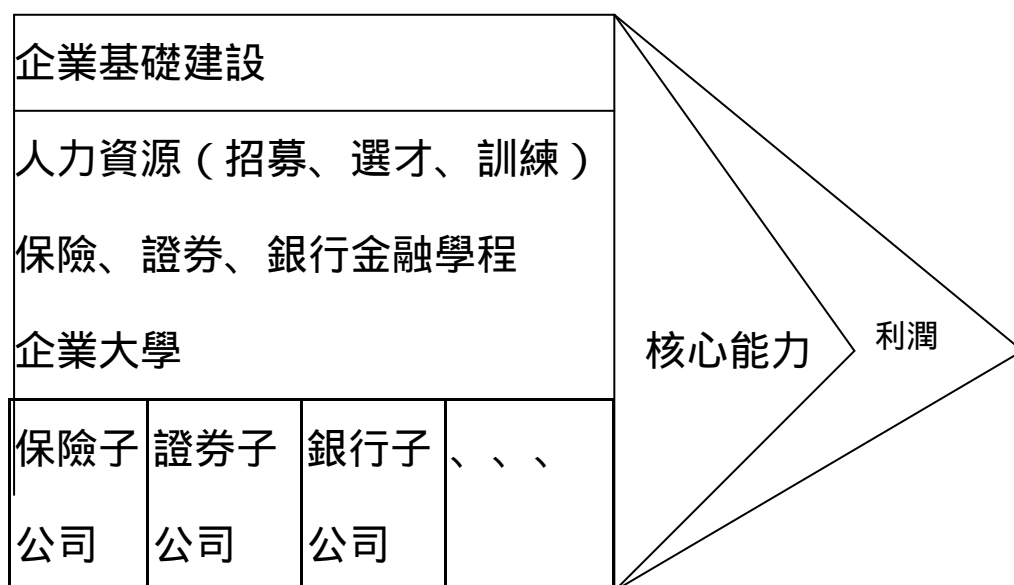 企業基礎建設
人力資源(招募、選才、訓練)
保險、證券、銀行金融學程
企業大學
核心能力
利潤
保險子公司
證券子公司
銀行子公司
、、、